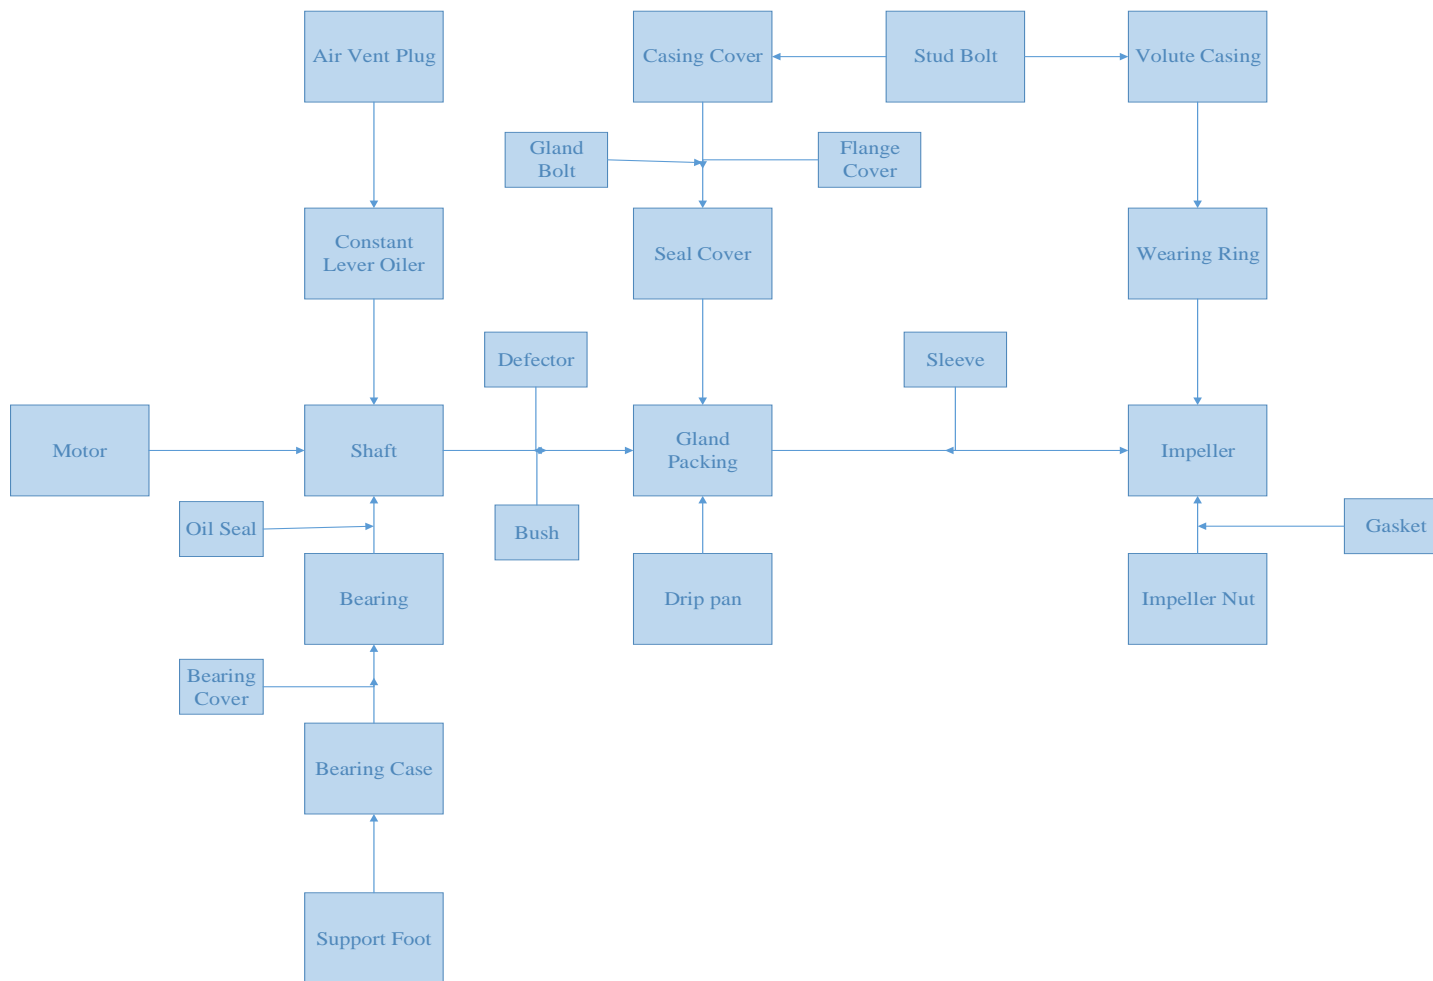 Air Vent Plug
Casing Cover
Stud Bolt
Volute Casing
Gland
Bolt
Flange
Cover
Constant
Lever Oiler
Seal Cover
Wearing Ring
Defector
Sleeve
Motor
Shaft
Gland
Packing
Impeller
Oil Seal
Bush
Gasket
Bearing
Drip pan
Impeller Nut
Bearing
Cover
Bearing Case
Support Foot